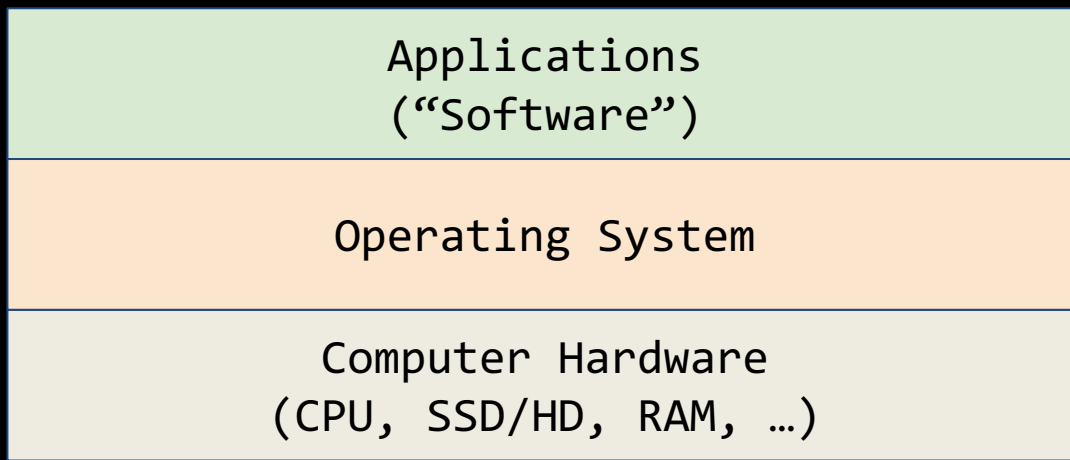 Applications
(“Software”)
Operating System
Computer Hardware
(CPU, SSD/HD, RAM, …)